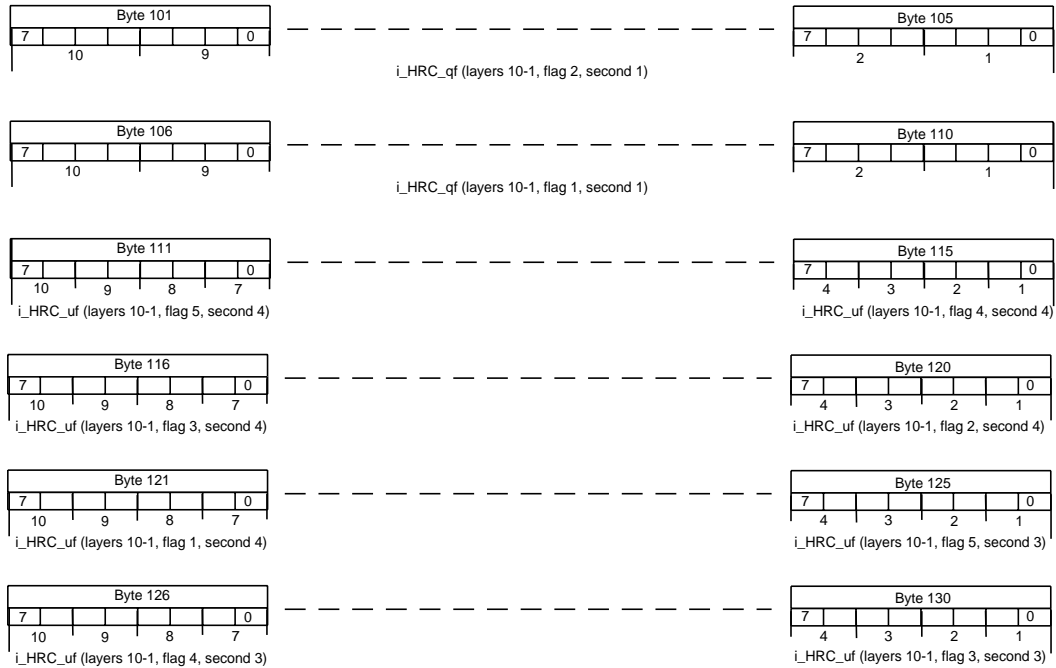 Byte 101 Byte 105
7 0 7 0
10 9 2 1
i_HRC_qf (layers 10-1, flag 2, second 1)
Byte 106 Byte 110
7 0 7 0
10 9 2 1
i_HRC_qf (layers 10-1, flag 1, second 1)
Byte 111 Byte 115
7 0 7 0
10 9 8 7 4 3 2 1
i_HRC_uf (layers 10-1, flag 5, second 4) i_HRC_uf (layers 10-1, flag 4, second 4)
Byte 116 Byte 120
7 0 7 0
10 9 8 7 4 3 2 1
i_HRC_uf (layers 10-1, flag 3, second 4) i_HRC_uf (layers 10-1, flag 2, second 4)
Byte 121 Byte 125
7 0 7 0
10 9 8 7 4 3 2 1
i_HRC_uf (layers 10-1, flag 1, second 4) i_HRC_uf (layers 10-1, flag 5, second 3)
Byte 126 Byte 130
7 0 7 0
10 9 8 7 4 3 2 1
i_HRC_uf (layers 10-1, flag 4, second 3) i_HRC_uf (layers 10-1, flag 3, second 3)